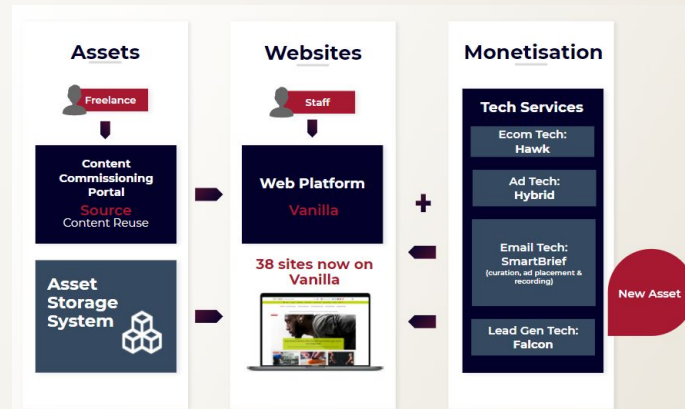 Assets
Freelance
Content
Commissioning
Portal
Source
Content Reuse
Asset
Storage
System
Websites
Staff
Web Platform
Vanilla
38 sites now on
Vanilla
Monetisation
Tech Services
Ecom Tech:
Hawk
Ad Tech:
Hybrid
Email Tech:
SmartBrief
(curation, ad placement &
recording)
Lead Gen Tech:
Falcon
New Asset